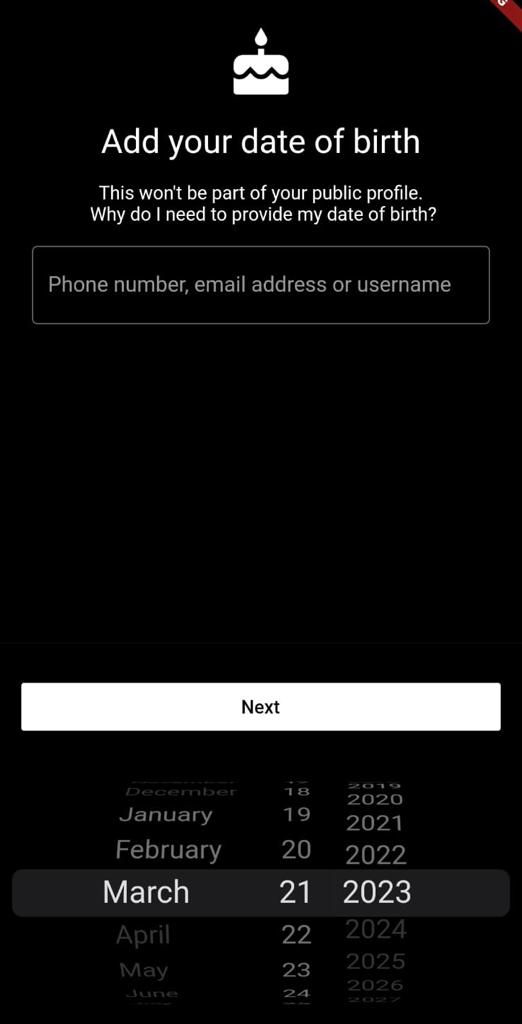 Add your date of birth
This won't be part of your public profile.
Why do I need to provide my date of birth?
Phone number, email address or username
Next
December 18 2019
January 19 2020
February 20 2021
March 21 2023
April 22 2022
May 23 2024
June 24 2025
2026
2027